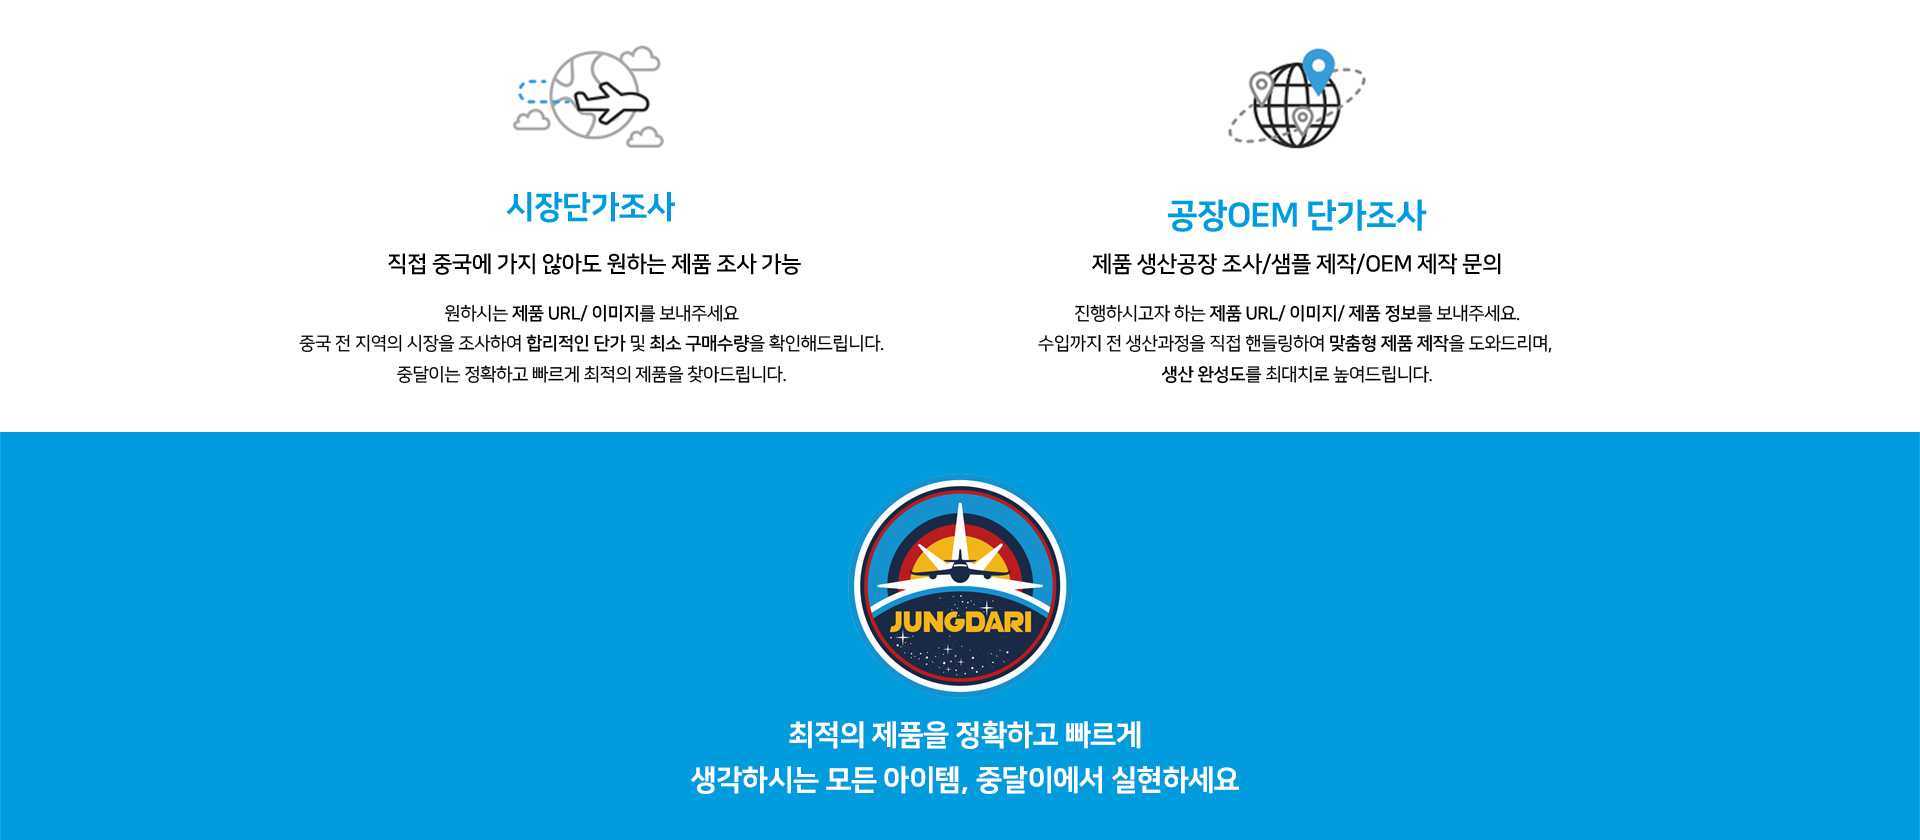 시장단가조사
직접 중국에 가지 않아도 원하는 제품 조사 가능
원하시는 제품 URL/ 이미지를 보내주세요
중국 전 지역의 시장을 조사하여 합리적인 단가 및 최소 구매수량을 확인해드립니다.
중달이는 정확하고 빠르게 최적의 제품을 찾아드립니다.
공장OEM 단가조사
제품 생산공장 조사/샘플 제작/OEM 제작 문의
진행하시고자 하는 제품 URL/ 이미지/ 제품 정보를 보내주세요.
수입까지 전 생산과정을 직접 핸들링하여 맞춤형 제품 제작을 도와드리며,
생산 완성도를 최대치로 높여드립니다.
JUNGDARI
최적의 제품을 정확하고 빠르게
생각하시는 모든 아이템, 중달이에서 실현하세요